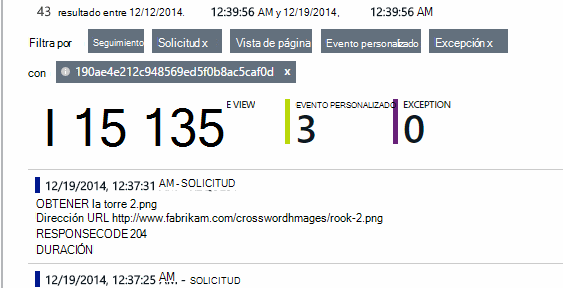 43 resultado entre 12/12/2014. 12:39:56 AM y 12/19/2014, 12:39:56 AM
Filtra por Seguimiento Solicitud x Vista de página Evento personalizado Excepción x
con 190ae4e212c948569ed5f0b8ac5caf0d x
I 15 135 E VIEW EVENTO PERSONALIZADO 3 EXCEPTION 0
12/19/2014, 12:37:31 AM - SOLICITUD
OBTENER la torre 2.png
Dirección URL http://www.fabrikam.com/crosswordhmages/rook-2.png
RESPONSECODE 204
DURACIÓN
12/19/2014, 12:37:25 AM. - SOLICITUD